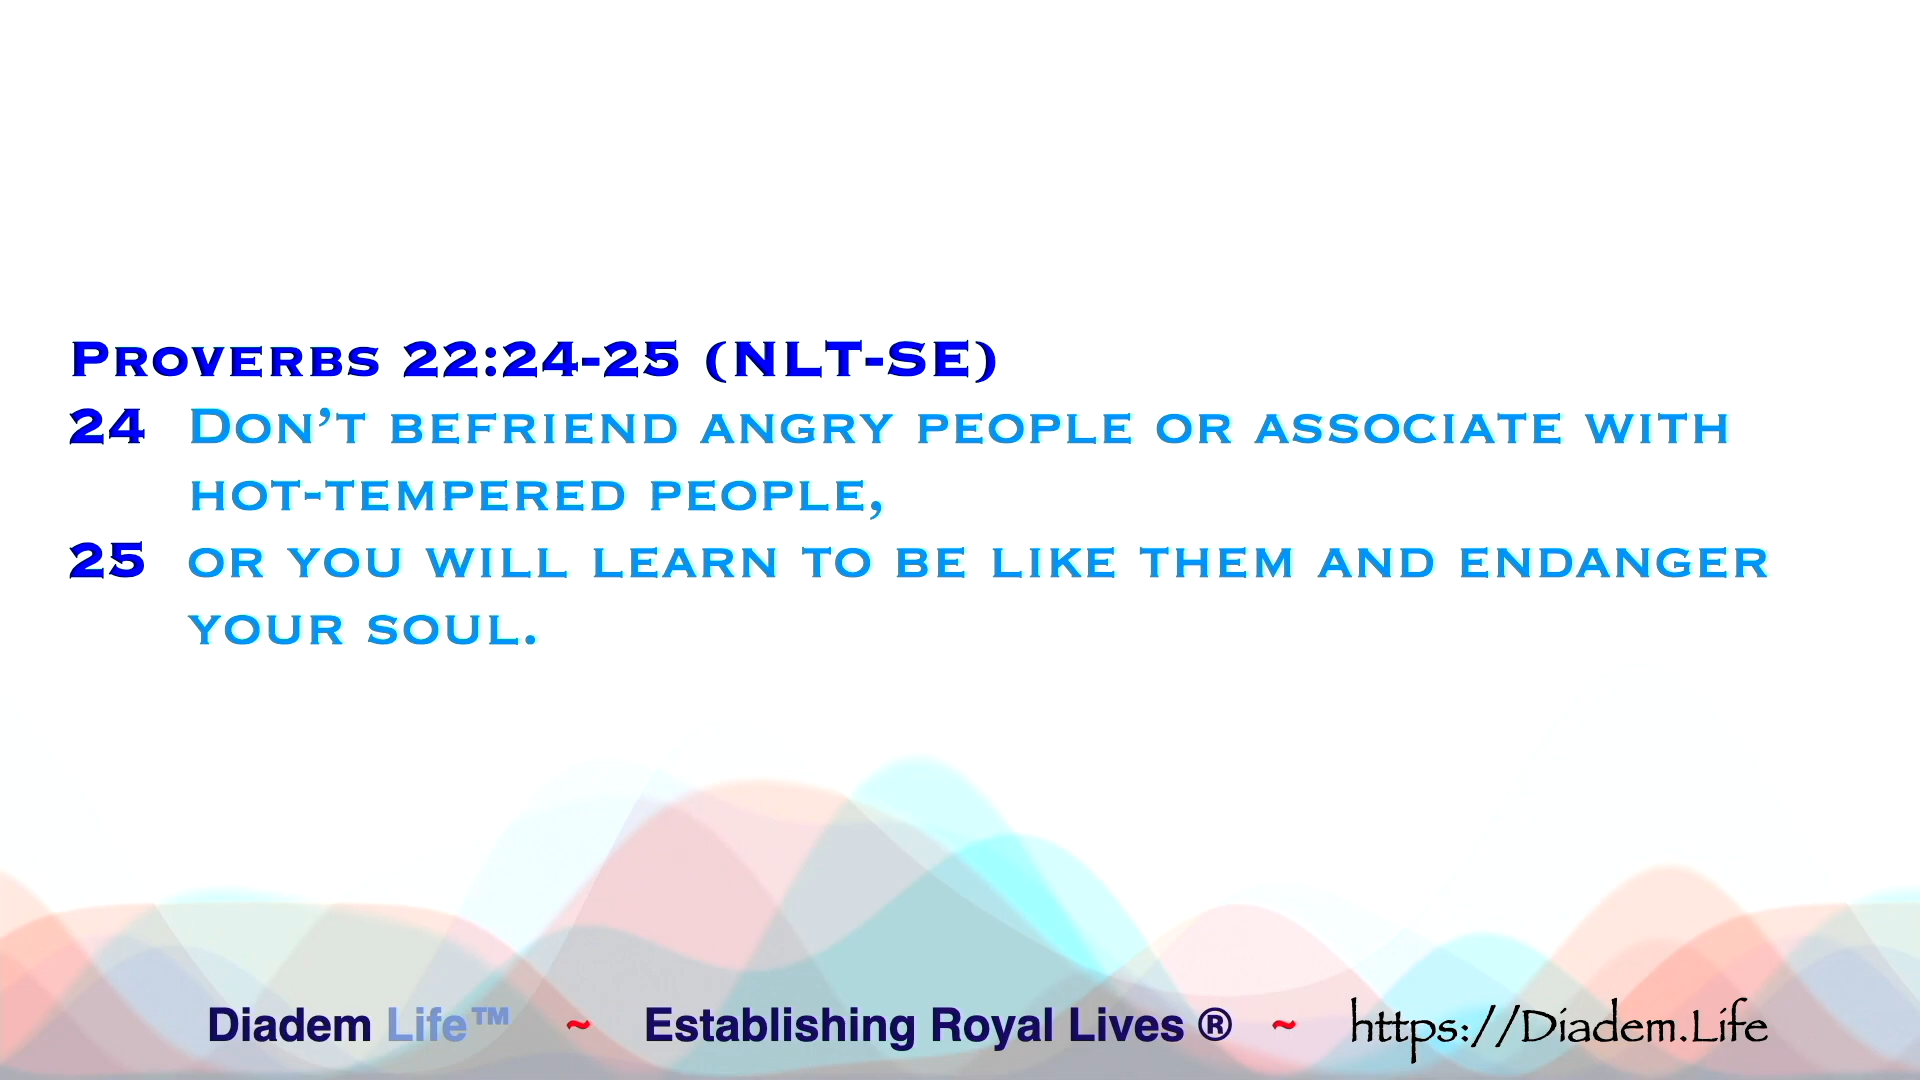 Proverbs 22:24-25 (NLT-SE)
24 Don’t befriend angry people or associate with
hot-tempered people,
25 or you will learn to be like them and endanger
your soul.
Diadem Life™ ~ Establishing Royal Lives ® ~ https://Diadem.Life